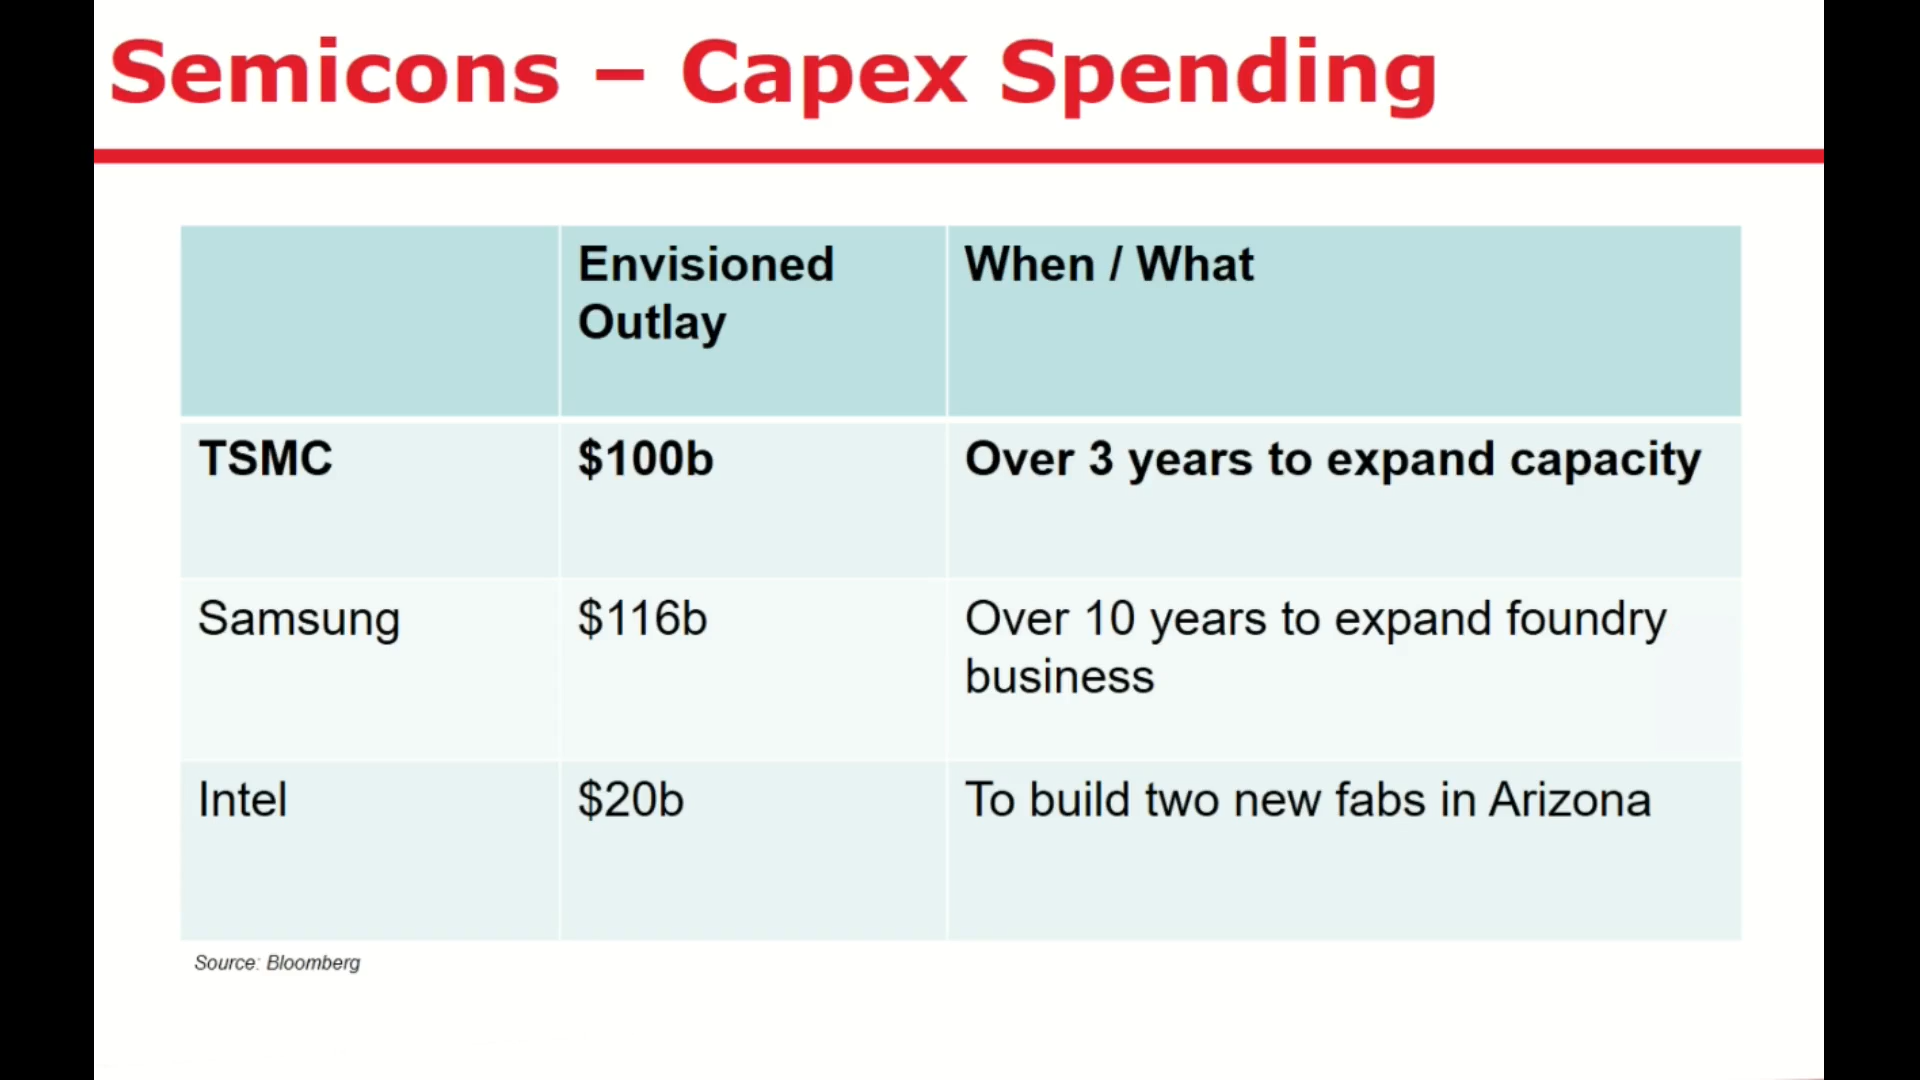 Semicons – Capex Spending
Envisioned
Outlay
When / What
TSMC
$100b
Over 3 years to expand capacity
Samsung
$116b
Over 10 years to expand foundry
business
Intel
$20b
To build two new fabs in Arizona
Source: Bloomberg